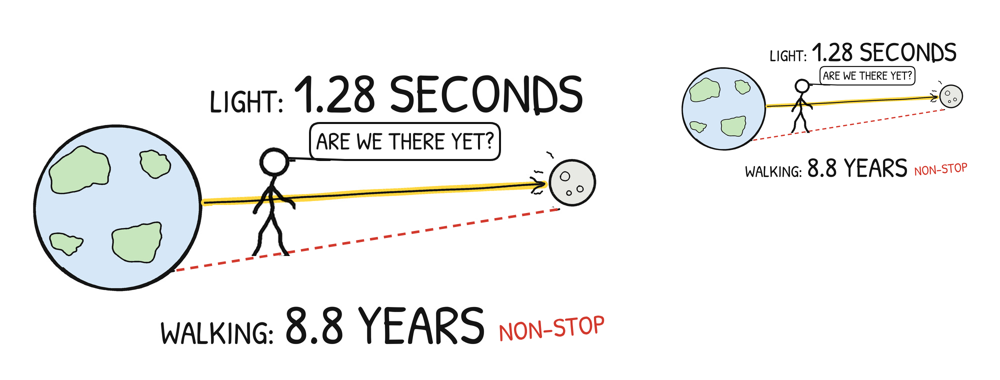 LIGHT: 1.28 SECONDS
ARE WE THERE YET?
WALKING: 8.8 YEARS NON-STOP
LIGHT: 1.28 SECONDS
ARE WE THERE YET?
WALKING: 8.8 YEARS NON-STOP